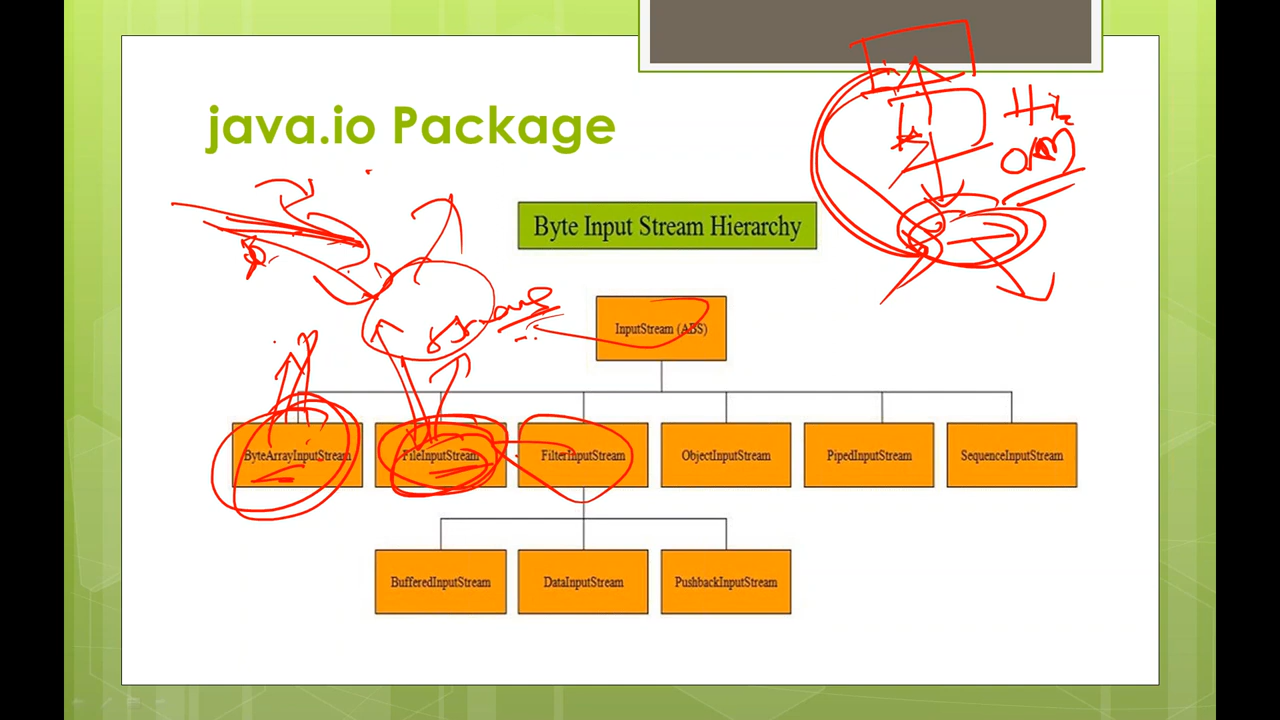 java.io Package
Byte Input Stream Hierarchy
InputStream (ABS)
ByteArrayInputStream
FileInputStream
FilterInputStream
ObjectInputStream
PipedInputStream
SequenceInputStream
BufferedInputStream
DataInputStream
PushbackInputStream